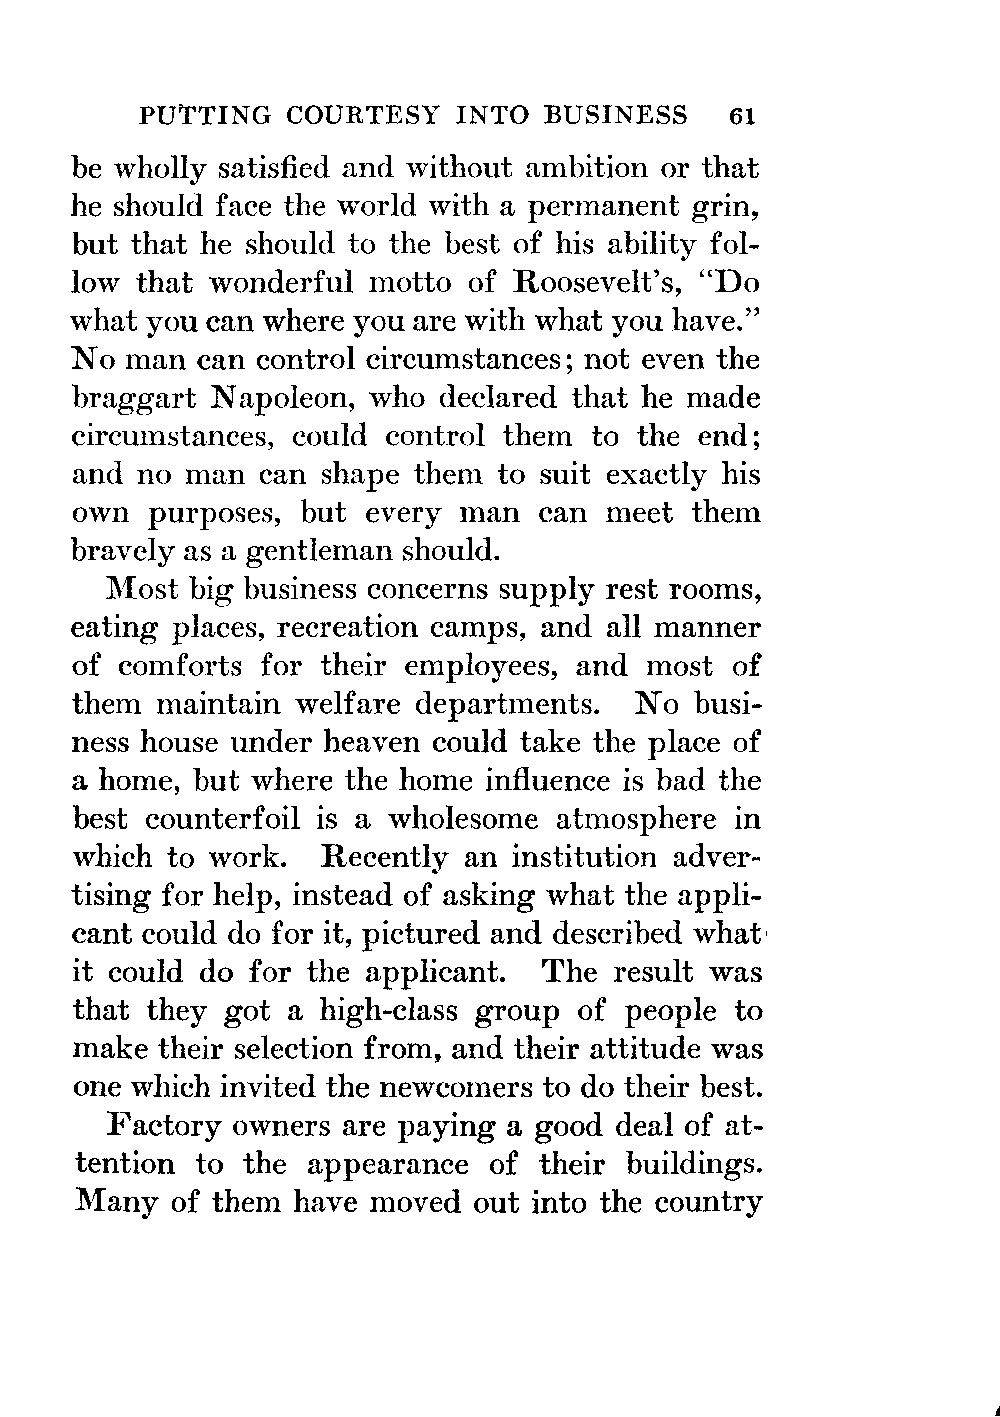 PUTTING COURTESY INTO BUSINESS 61
be wholly satisfied and without ambition or that
he should face the world with a permanent grin,
but that he should to the best of his ability fol-
low that wonderful motto of Roosevelt's, “Do
what you can where you are with what you have.”
No man can control circumstances; not even the
braggart Napoleon, who declared that he made
circumstances, could control them to the end;
and no man can shape them to suit exactly his
own purposes, but every man can meet them
bravely as a gentleman should.
Most big business concerns supply rest rooms,
eating places, recreation camps, and all manner
of comforts for their employees, and most of
them maintain welfare departments. No busi-
ness house under heaven could take the place of
a home, but where the home influence is bad the
best counterfoil is a wholesome atmosphere in
which to work. Recently an institution adver-
tising for help, instead of asking what the appli-
cant could do for it, pictured and described what
it could do for the applicant. The result was
that they got a high-class group of people to
make their selection from, and their attitude was
one which invited the newcomers to do their best.
Factory owners are paying a good deal of at-
tention to the appearance of their buildings.
Many of them have moved out into the country